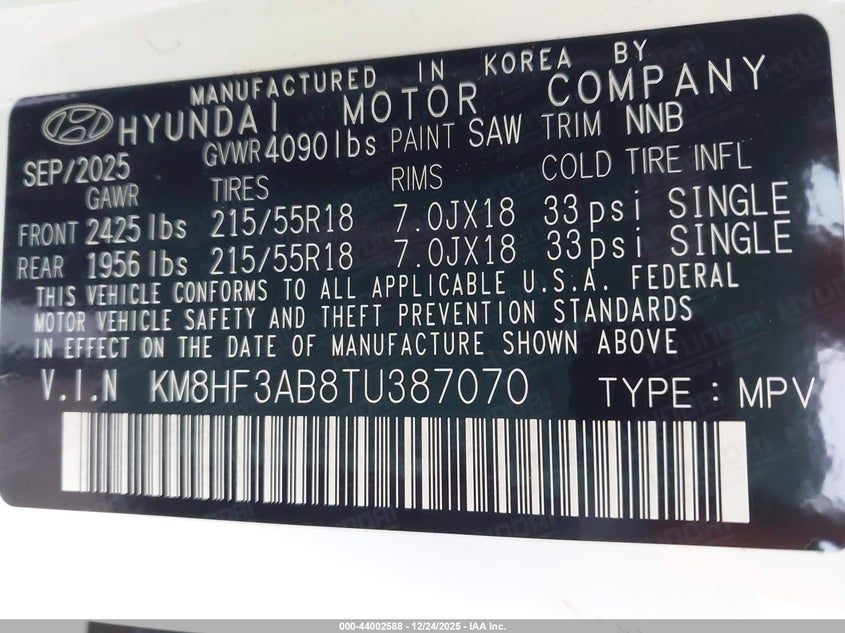 MANUFACTURED IN KOREA BY
HYUNDAI MOTOR COMPANY
SEP/2025 GVWR 4090 lbs PAINT SAW TRIM NNB
GAWR TIRES RIMS COLD TIRE INFL
FRONT 2425 lbs 215/55R18 7.0JX18 33psi SINGLE
REAR 1956 lbs 215/55R18 7.0JX18 33psi SINGLE
THIS VEHICLE CONFORMS TO ALL APPLICABLE U.S.A. FEDERAL
MOTOR VEHICLE SAFETY AND THEFT PREVENTION STANDARDS
IN EFFECT ON THE DATE OF MANUFACTURE SHOWN ABOVE
V.I.N KM8HF3AB8TU387070 TYPE: MPV
000-44002588 - 12/24/2025 - IAA Inc.